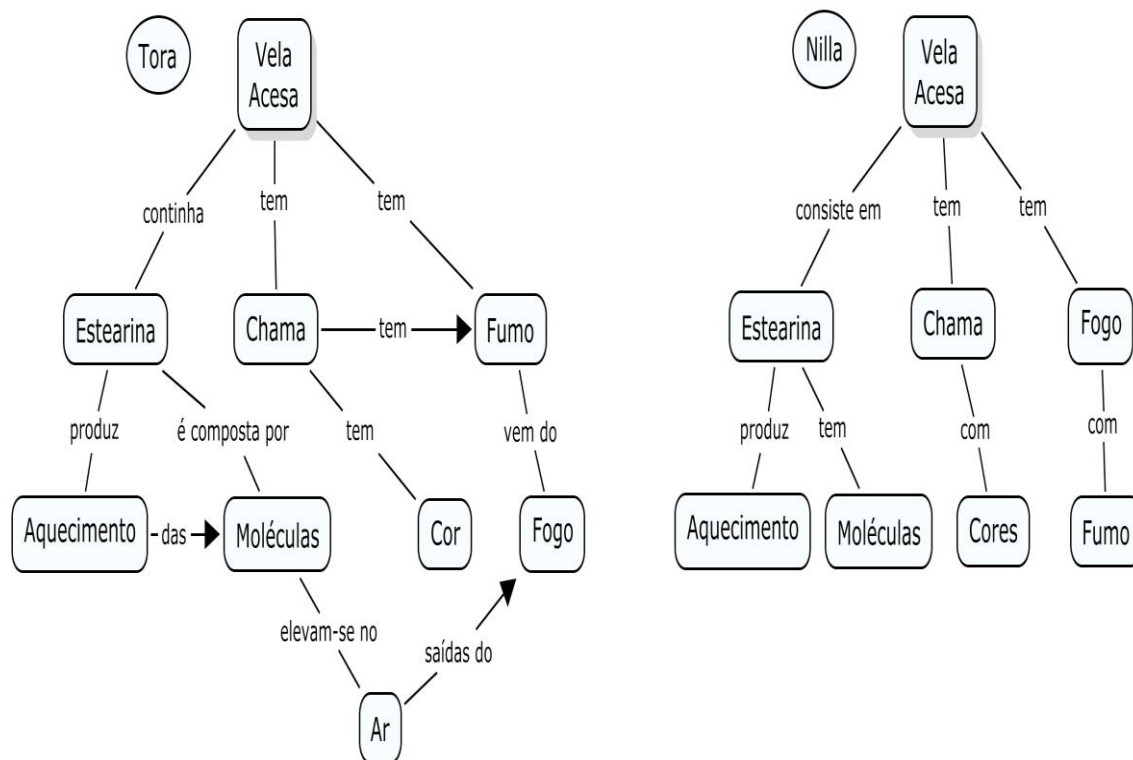 Tora
Vela
Acesa
continha
tem
tem
Estearina
Chama
tem
Fumo
produz
é composta por
tem
vem do
Aquecimento
das
Moléculas
Cor
Fogo
elevam-se no
saídas do
Ar
Nilla
Vela
Acesa
consiste em
tem
tem
Estearina
Chama
Fogo
produz
tem
com
com
Aquecimento
Moléculas
Cores
Fumo